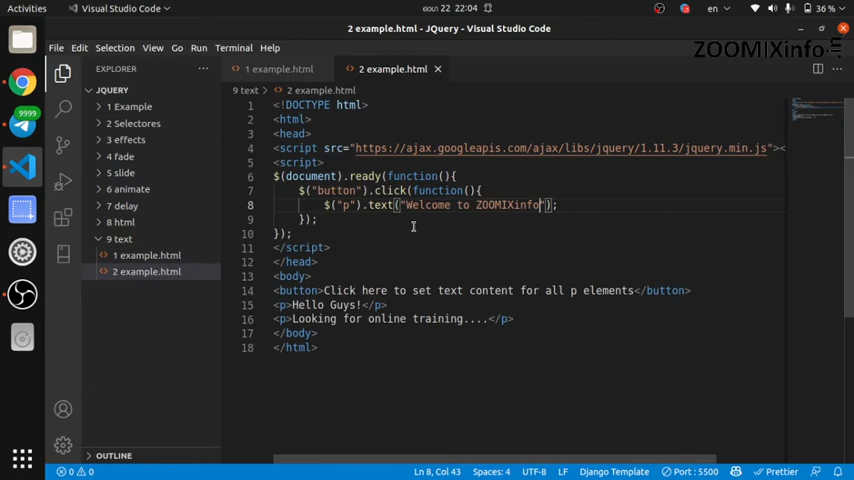 Activities
Visual Studio Code
ഓഗ 22 22:04
en
36 %
2 example.html - JQuery - Visual Studio Code
File Edit Selection View Go Run Terminal Help
ZOOMIXinfo
EXPLORER
1 example.html
2 example.html
JQUERY
9 text
2 example.html
1 Example
2 Selectores
3 effects
4 fade
5 slide
6 animate
7 delay
8 html
9 text
1 example.html
2 example.html
9999
1 <!DOCTYPE html>
2 <html>
3 <head>
4 <script src="https://ajax.googleapis.com/ajax/libs/jquery/1.11.3/jquery.min.js"><
5 <script>
6 $(document).ready(function(){
7 $("button").click(function(){
8 $("p").text("Welcome to ZOOMIXinfo");
9 });
10 });
11 </script>
12 </head>
13 <body>
14 <button>Click here to set text content for all p elements</button>
15 <p>Hello Guys!</p>
16 <p>Looking for online training....</p>
17 </body>
18 </html>
OUTLINE
0 0
Ln 8, Col 43
Spaces: 4
UTF-8
LF
Django Template
Port : 5500
Prettier